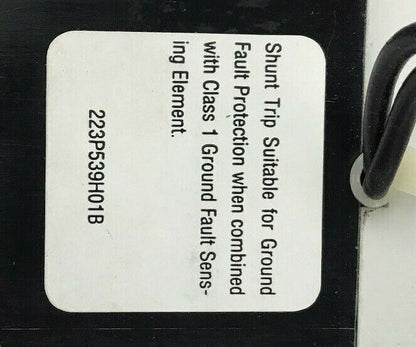 Shunt Trip Suitable for Ground
Fault Protection when combined
with Class 1 Ground Fault Sens-
ing Element.
223P539H01B